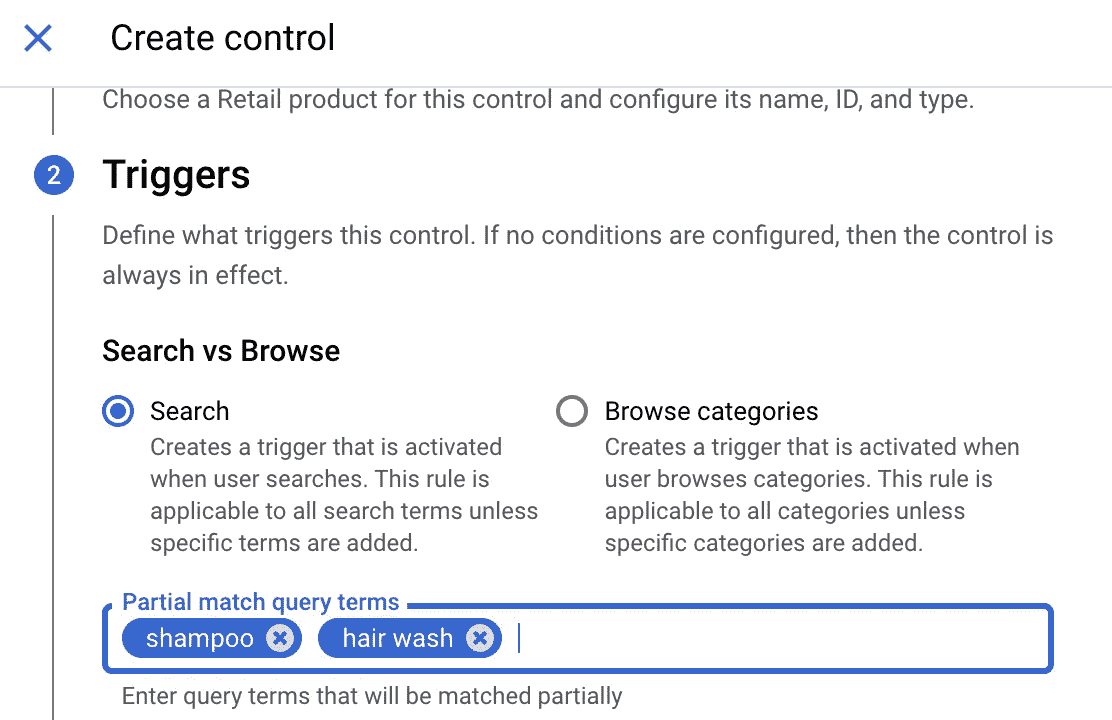 Create control
Choose a Retail product for this control and configure its name, ID, and type.
2 Triggers
Define what triggers this control. If no conditions are configured, then the control is
always in effect.
Search vs Browse
Search
Creates a trigger that is activated
when user searches. This rule is
applicable to all search terms unless
specific terms are added.
Browse categories
Creates a trigger that is activated when
user browses categories. This rule is
applicable to all categories unless
specific categories are added.
Partial match query terms
shampoo hair wash
Enter query terms that will be matched partially